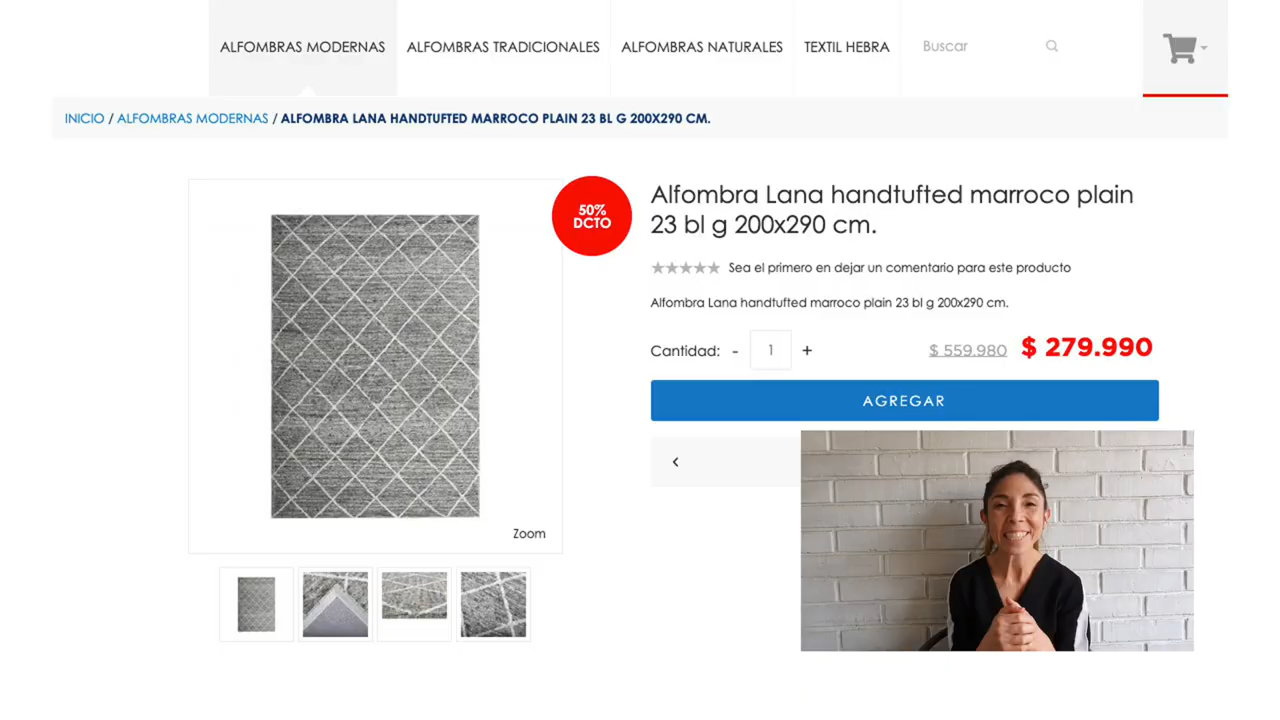 ALFOMBRAS MODERNAS
ALFOMBRAS TRADICIONALES
ALFOMBRAS NATURALES
TEXTIL HEBRA
Buscar
INICIO / ALFOMBRAS MODERNAS / ALFOMBRA LANA HANDTUFTED MARROCO PLAIN 23 BL G 200X290 CM.
50%
DCTO
Alfombra Lana handtufted marroco plain
23 bl g 200x290 cm.
Sea el primero en dejar un comentario para este producto
Alfombra Lana handtufted marroco plain 23 bl g 200x290 cm.
Cantidad: - 1 + $ 559.980 $ 279.990
AGREGAR
Zoom